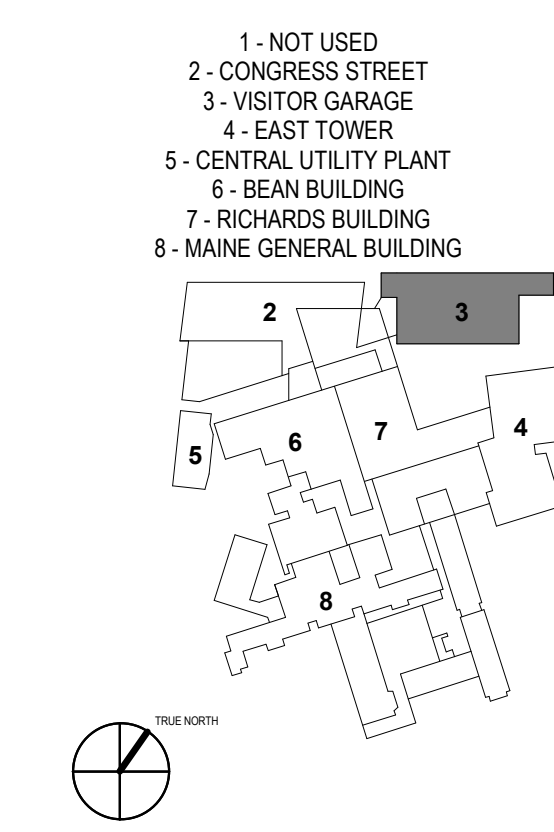 1 - NOT USED
2 - CONGRESS STREET
3 - VISITOR GARAGE
4 - EAST TOWER
5 - CENTRAL UTILITY PLANT
6 - BEAN BUILDING
7 - RICHARDS BUILDING
8 - MAINE GENERAL BUILDING
2
3
4
7
6
5
8
TRUE NORTH